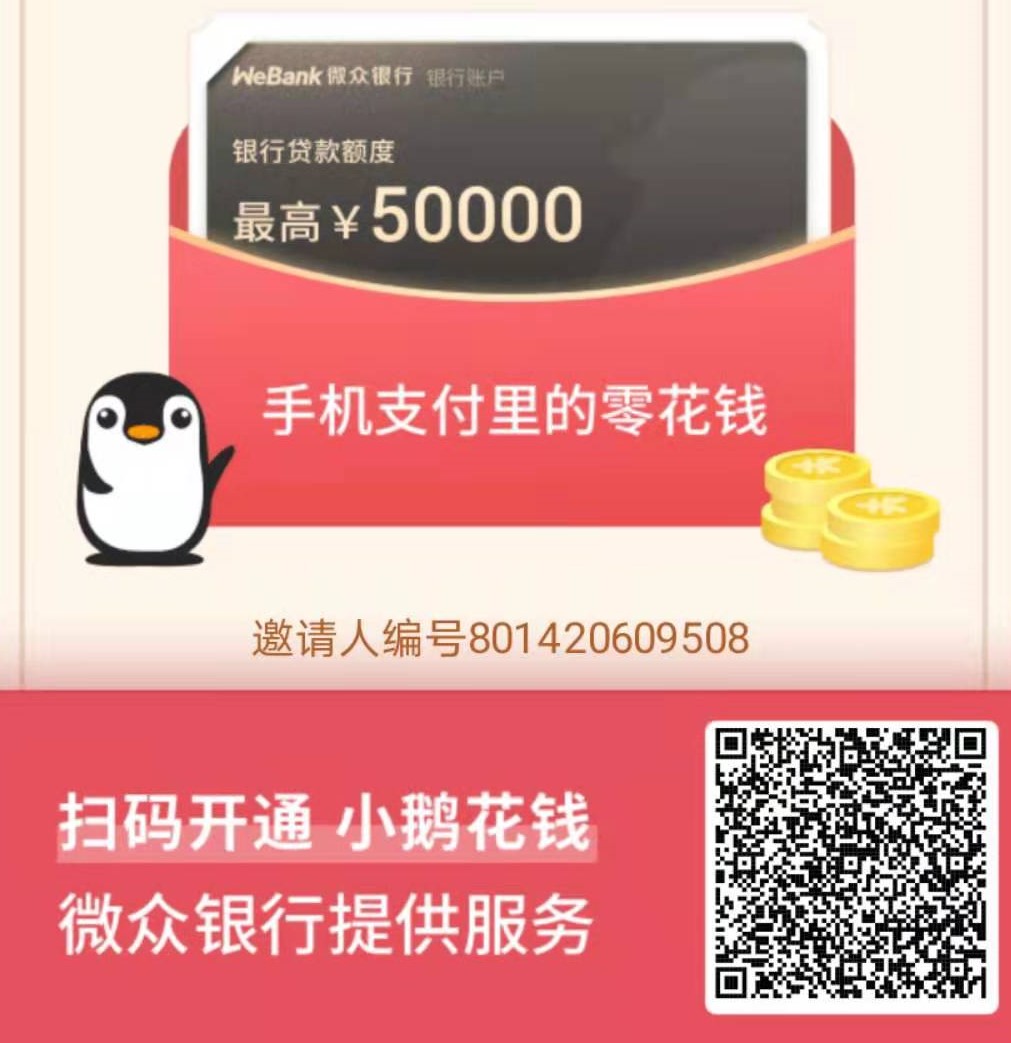 WeBank 微众银行 银行账户
银行贷款额度
最高￥50000
手机支付里的零花钱
邀请人编号801420609508
扫码开通 小鹅花钱
微众银行提供服务